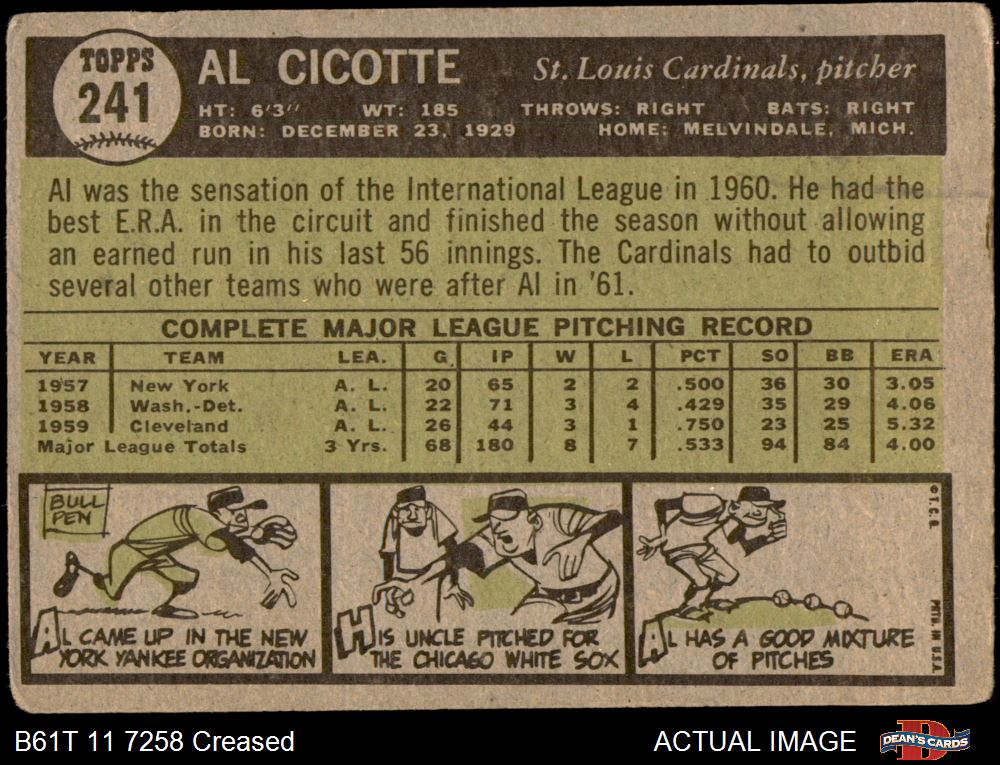 TOPPS
241
AL CICOTTE
St. Louis Cardinals, pitcher
HT: 6'3" WT: 185 THROWS: RIGHT BATS: RIGHT
BORN: DECEMBER 23, 1929 HOME: MELVINDALE, MICH.
Al was the sensation of the International League in 1960. He had the
best E.R.A. in the circuit and finished the season without allowing
an earned run in his last 56 innings. The Cardinals had to outbid
several other teams who were after Al in '61.
COMPLETE MAJOR LEAGUE PITCHING RECORD
YEAR TEAM LEA. G. IP W L PCT SO BB ERA
1957 New York A. L. 20 65 2 2 .500 36 30 3.05
1958 Wash.-Det. A. L. 22 71 3 4 .429 35 29 4.06
1959 Cleveland A. L. 26 44 3 1 .750 23 25 5.32
Major League Totals 3 Yrs. 68 180 8 7 .533 94 84 4.00
BULL
PEN
AL CAME UP IN THE NEW
YORK YANKEE ORGANIZATION
HIS UNCLE PITCHED FOR
THE CHICAGO WHITE SOX
AL HAS A GOOD MIXTURE
OF PITCHES
© T.C.G.
PRTD. IN U.S.A.
B61T 11 7258 Creased
ACTUAL IMAGE
D
DEAN'S CARDS